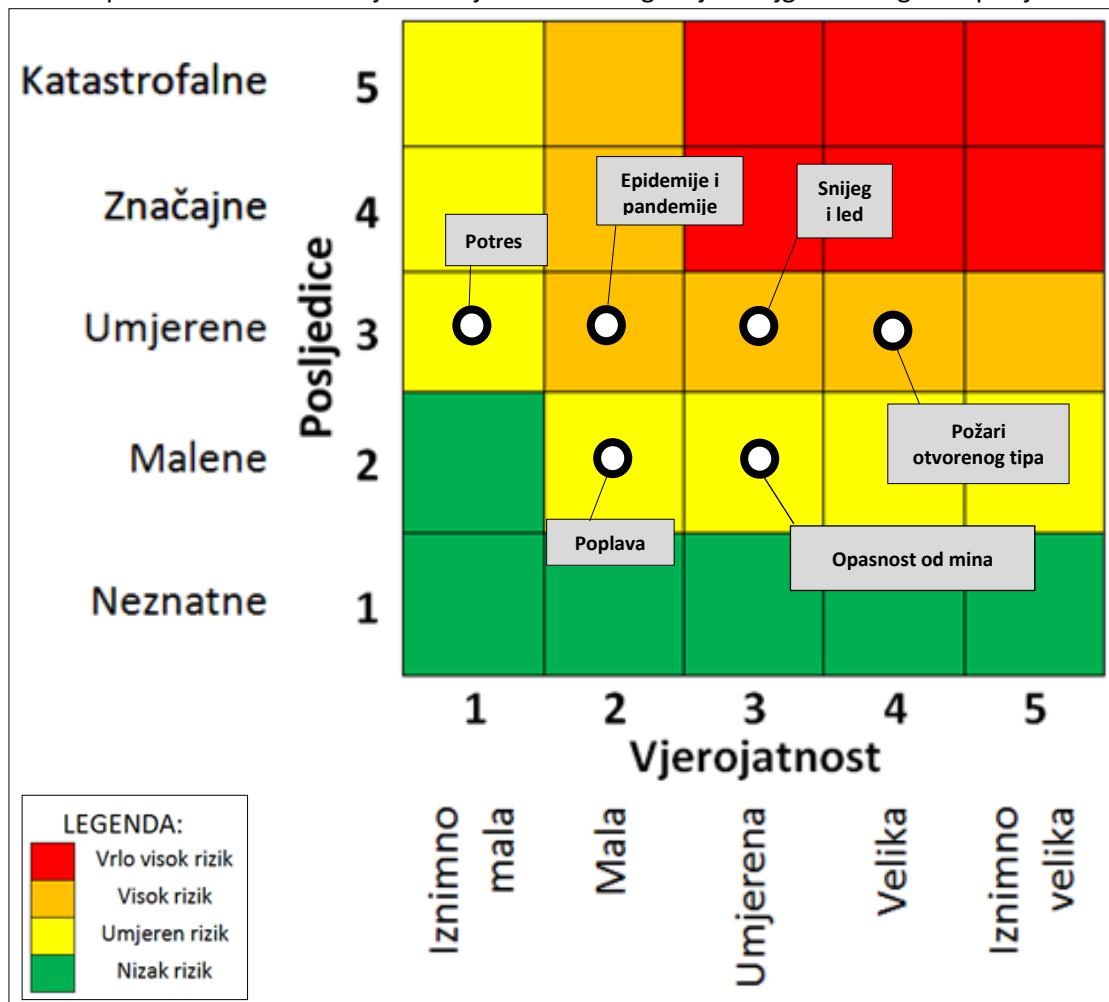 Katastrofalne 5
Značajne 4
Umjerene 3
Malene 2
Neznatne 1
Posljedice
Epidemije i
pandemije
Snijeg
i led
Potres
Požari
otvorenog tipa
Poplava
Opasnost od mina
1 2 3 4 5
Vjerojatnost
Iznimno
mala
Mala
Umjerena
Velika
Iznimno
velika
LEGENDA:
Vrlo visok rizik
Visok rizik
Umjeren rizik
Nizak rizik